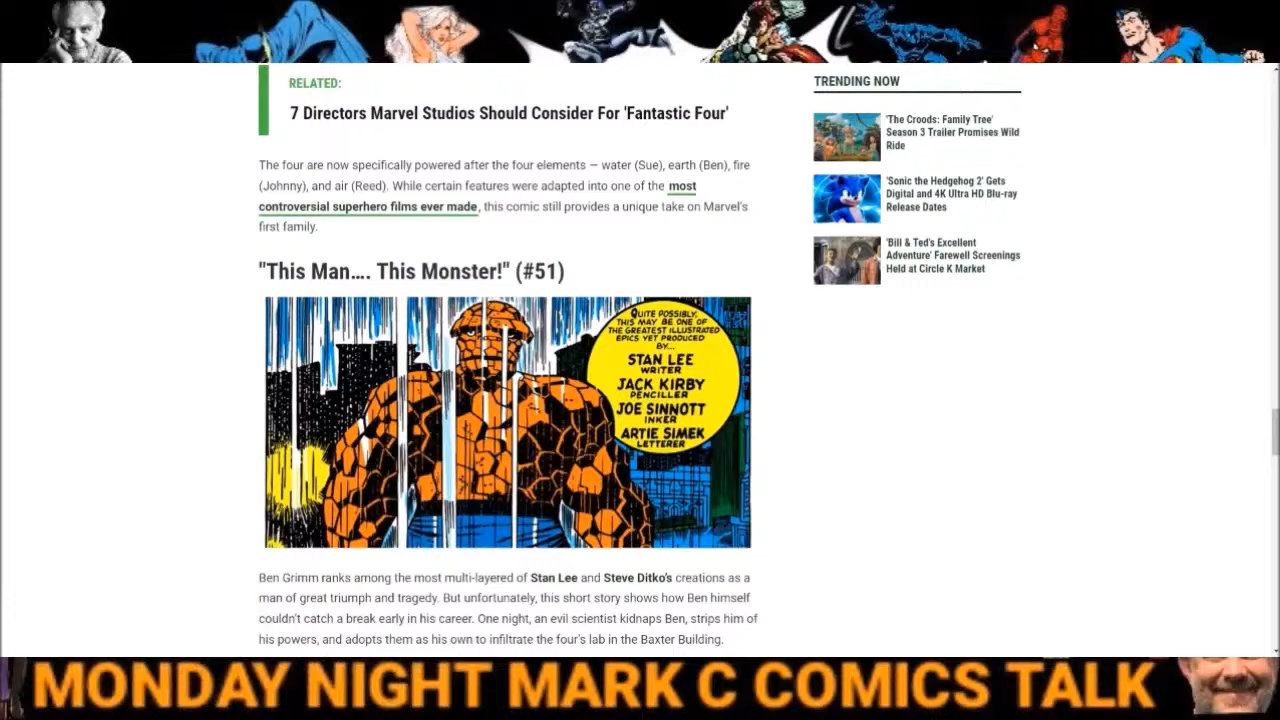 RELATED:
7 Directors Marvel Studios Should Consider For 'Fantastic Four'
The four are now specifically powered after the four elements — water (Sue), earth (Ben), fire
(Johnny), and air (Reed). While certain features were adapted into one of the most
controversial superhero films ever made, this comic still provides a unique take on Marvel's
first family.
"This Man…. This Monster!" (#51)
QUITE POSSIBLY,
THIS MAY BE ONE OF
THE GREATEST ILLUSTRATED
EPICS YET PRODUCED
BY...
STAN LEE
WRITER
JACK KIRBY
PENCILLER
JOE SINNOTT
INKER
ARTIE SIMEK
LETTERER
Ben Grimm ranks among the most multi-layered of Stan Lee and Steve Ditko's creations as a
man of great triumph and tragedy. But unfortunately, this short story shows how Ben himself
couldn't catch a break early in his career. One night, an evil scientist kidnaps Ben, strips him of
his powers, and adopts them as his own to infiltrate the four's lab in the Baxter Building.
TRENDING NOW
'The Croods: Family Tree'
Season 3 Trailer Promises Wild
Ride
'Sonic the Hedgehog 2' Gets
Digital and 4K Ultra HD Blu-ray
Release Dates
'Bill & Ted's Excellent
Adventure' Farewell Screenings
Held at Circle K Market
MONDAY NIGHT MARK C COMICS TALK